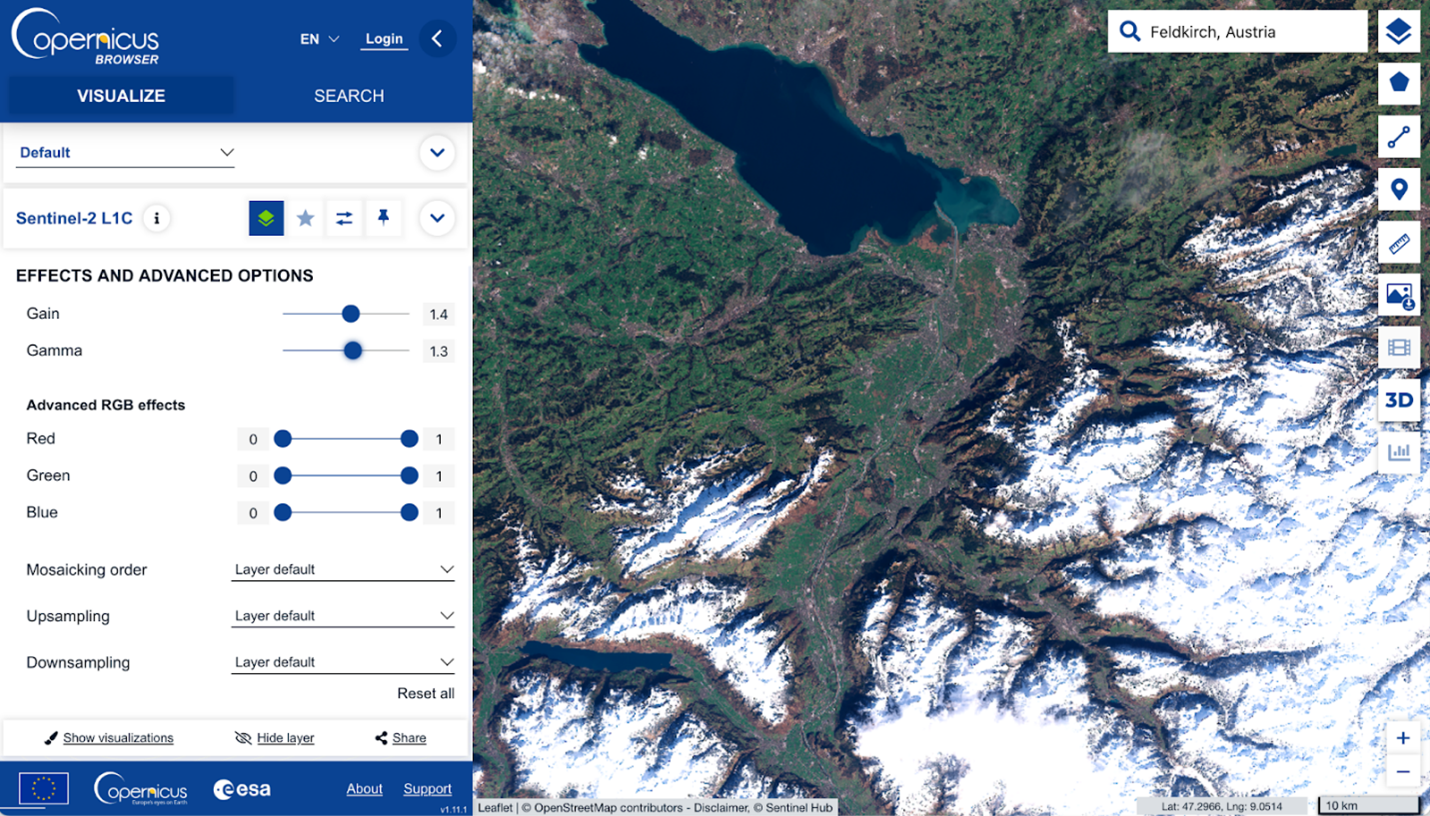 Copernicus
BROWSER
EN
Login
VISUALIZE
SEARCH
Default
Sentinel-2 L1C
i
EFFECTS AND ADVANCED OPTIONS
Gain 1.4
Gamma 1.3
Advanced RGB effects
Red 0 1
Green 0 1
Blue 0 1
Mosaicking order Layer default
Upsampling Layer default
Downsampling Layer default
Reset all
Show visualizations Hide layer Share
Copernicus
Europe's eyes on Earth
esa
About Support
v1.11.1
Feldkirch, Austria
3D
+
−
Leaflet | © OpenStreetMap contributors - Disclaimer, © Sentinel Hub
Lat: 47.2966, Lng: 9.0514
10 km